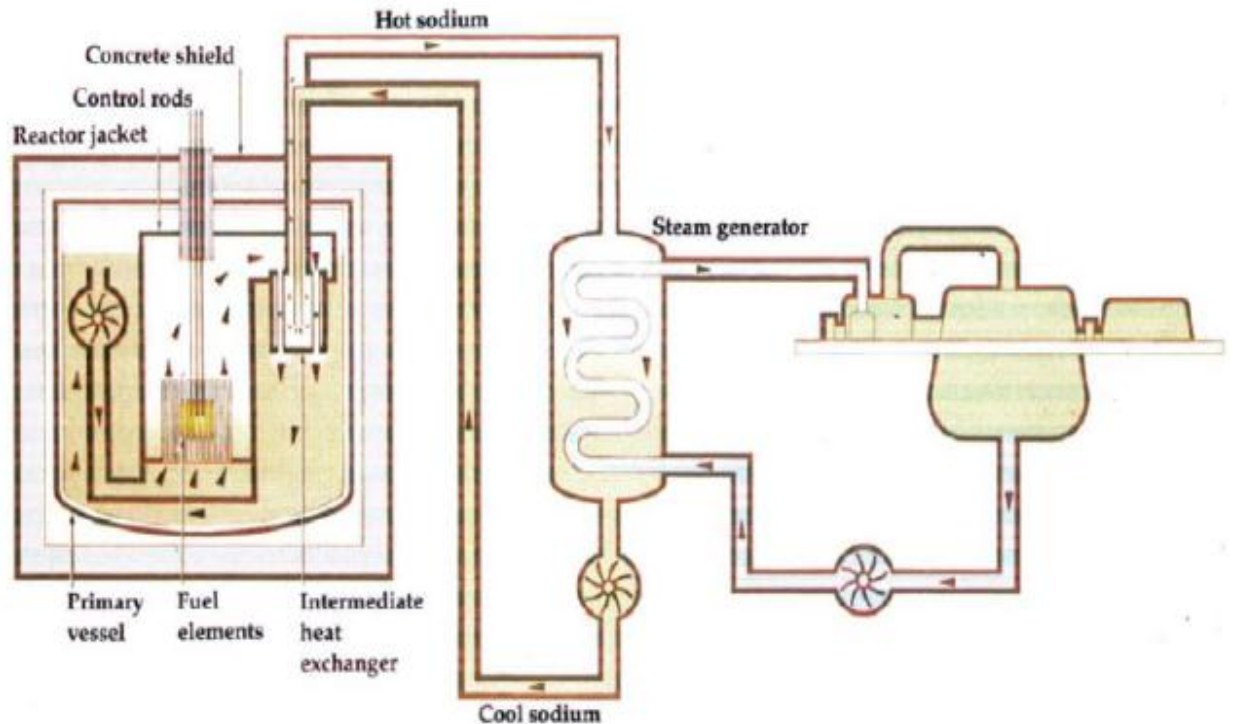 Hot sodium
Concrete shield
Control rods
Reactor jacket
Steam generator
Primary
vessel
Fuel
elements
Intermediate
heat
exchanger
Cool sodium